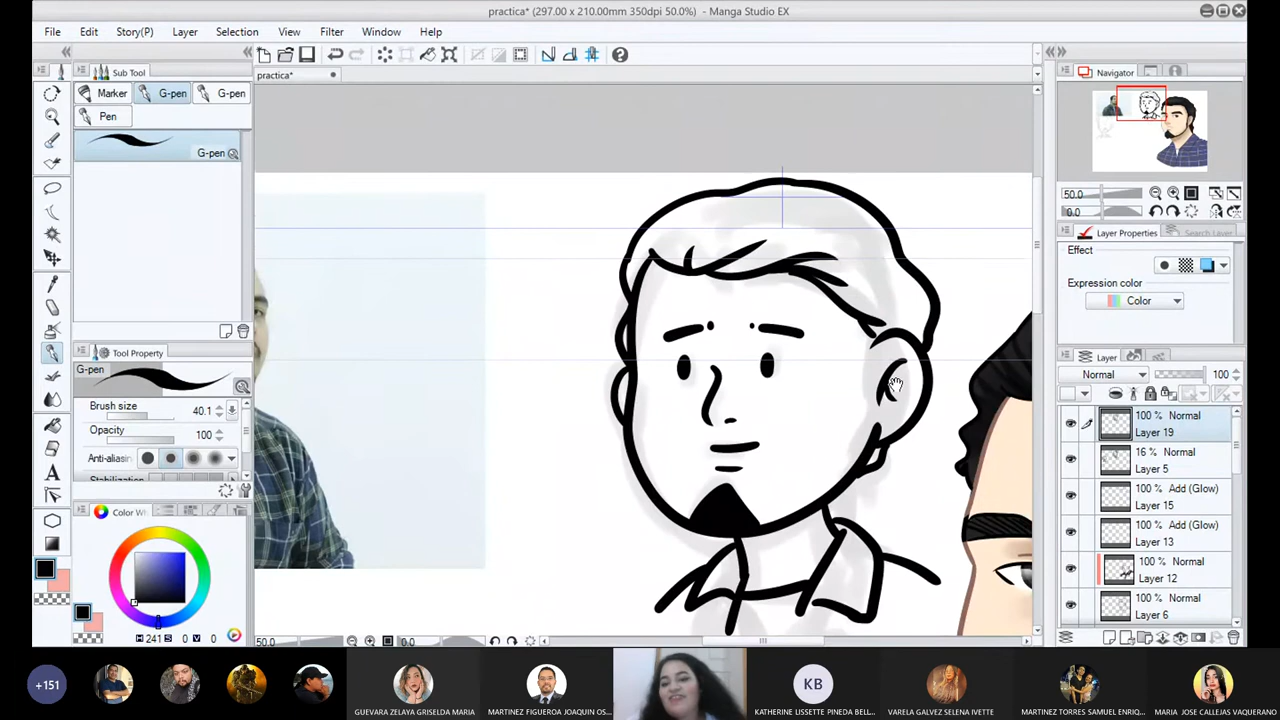 practica* (297.00 x 210.00mm 350dpi 50.0%) - Manga Studio EX
File Edit Story(P) Layer Selection View Filter Window Help
Sub Tool
practica*
Navigator
Marker G-pen G-pen
Pen
G-pen
50.0
0.0
Layer Properties Search Layer
Effect
Expression color
Color
Tool Property
G-pen
Layer
Normal 100
Brush size 40.1
Opacity 100
Anti-aliasin
Stabilization
100 % Normal
Layer 19
16 % Normal
Layer 5
100 % Add (Glow)
Layer 15
100 % Add (Glow)
Layer 13
100 % Normal
Layer 12
100 % Normal
Layer 6
Color Wh
H 241 S 0 V 0
50.0 0.0
+151
KB
GUEVARA ZELAYA GRISELDA MARIA
MARTINEZ FIGUEROA JOAQUIN OS...
KATHERINE LISSETTE PINEDA BELL...
VARELA GALVEZ SELENA IVETTE
MARTINEZ TORRES SAMUEL ENRIQ...
MARIA JOSE CALLEJAS VAQUERANO